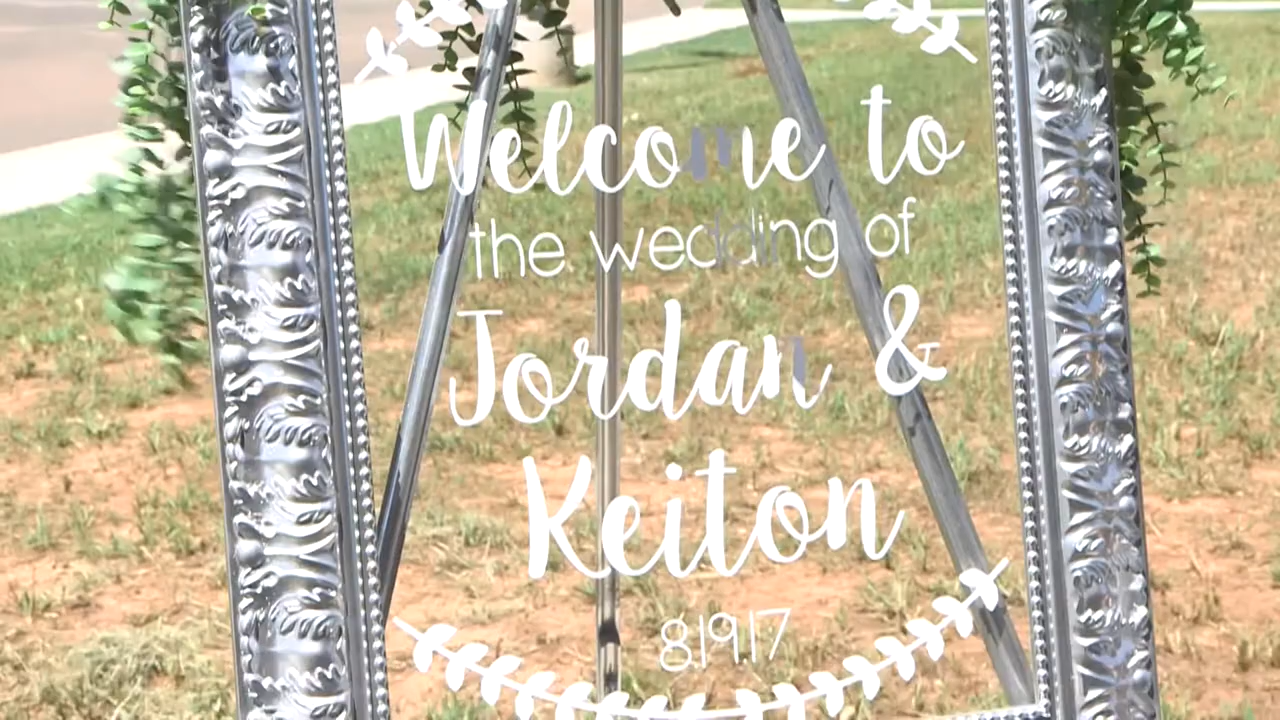 Welcome to
the wedding of
Jordan &
Keiton
8.19.17